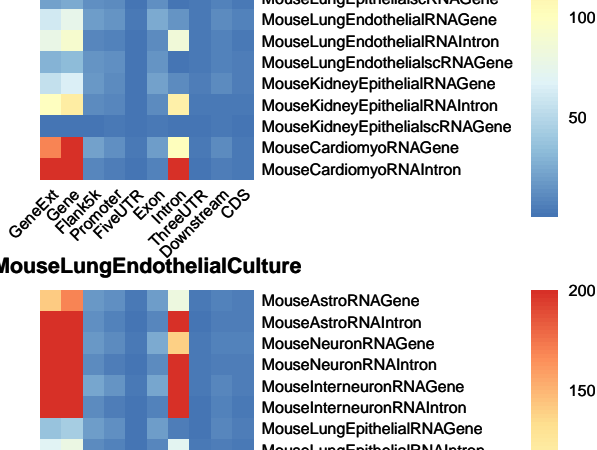 MouseLungEndothelialRNAGene
100
MouseLungEndothelialRNAIntron
MouseLungEndothelialscRNAGene
MouseKidneyEpithelialRNAGene
MouseKidneyEpithelialRNAIntron
50
MouseKidneyEpithelialscRNAGene
MouseCardiomyoRNAGene
MouseCardiomyoRNAIntron
GeneExt
Gene
Flank5k
Promoter
FiveUTR
Exon
Intron
ThreeUTR
Downstream
CDS
MouseLungEndothelialCulture
MouseAstroRNAGene
200
MouseAstroRNAIntron
MouseNeuronRNAGene
MouseNeuronRNAIntron
MouseInterneuronRNAGene
150
MouseInterneuronRNAIntron
MouseLungEpithelialRNAGene
MouseLungEpithelialRNAIntron